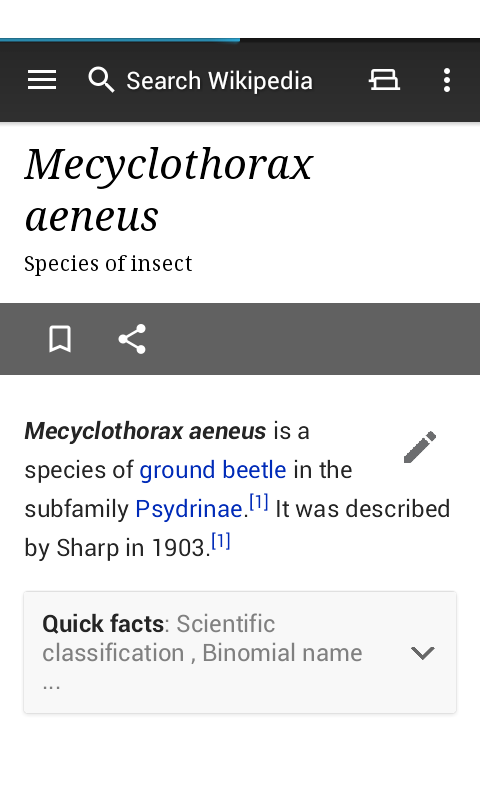 Search Wikipedia
Mecyclothorax
aeneus
Species of insect
Mecyclothorax aeneus is a
species of ground beetle in the
subfamily Psydrinae.[1] It was described
by Sharp in 1903.[1]
Quick facts: Scientific
classification , Binomial name
...